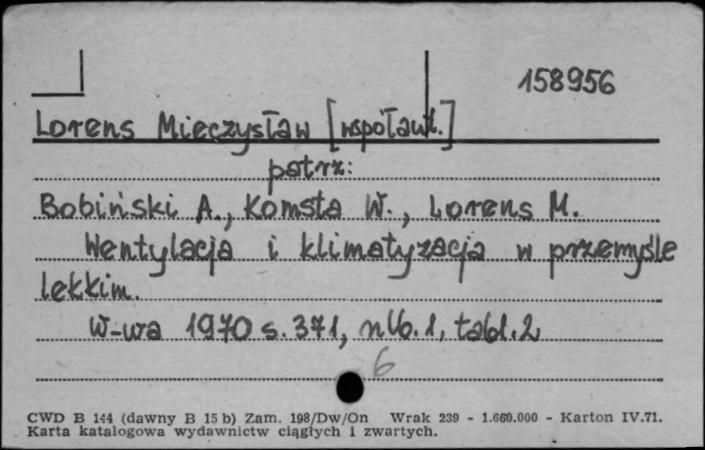 158956
Lorens Mieczysław [współaut.]
patrz:
Bobiński A., Komsta W., Lorens M.
Wentylacja i klimatyzacja w przemyśle
lekkim.
W-wa 1970 s. 371, nlb. 1, tabl. 2
6
CWD B 144 (dawny B 15 b) Zam. 198/Dw/On Wrak 239 - 1.660.000 - Karton IV.71.
Karta katalogowa wydawnictw ciągłych i zwartych.